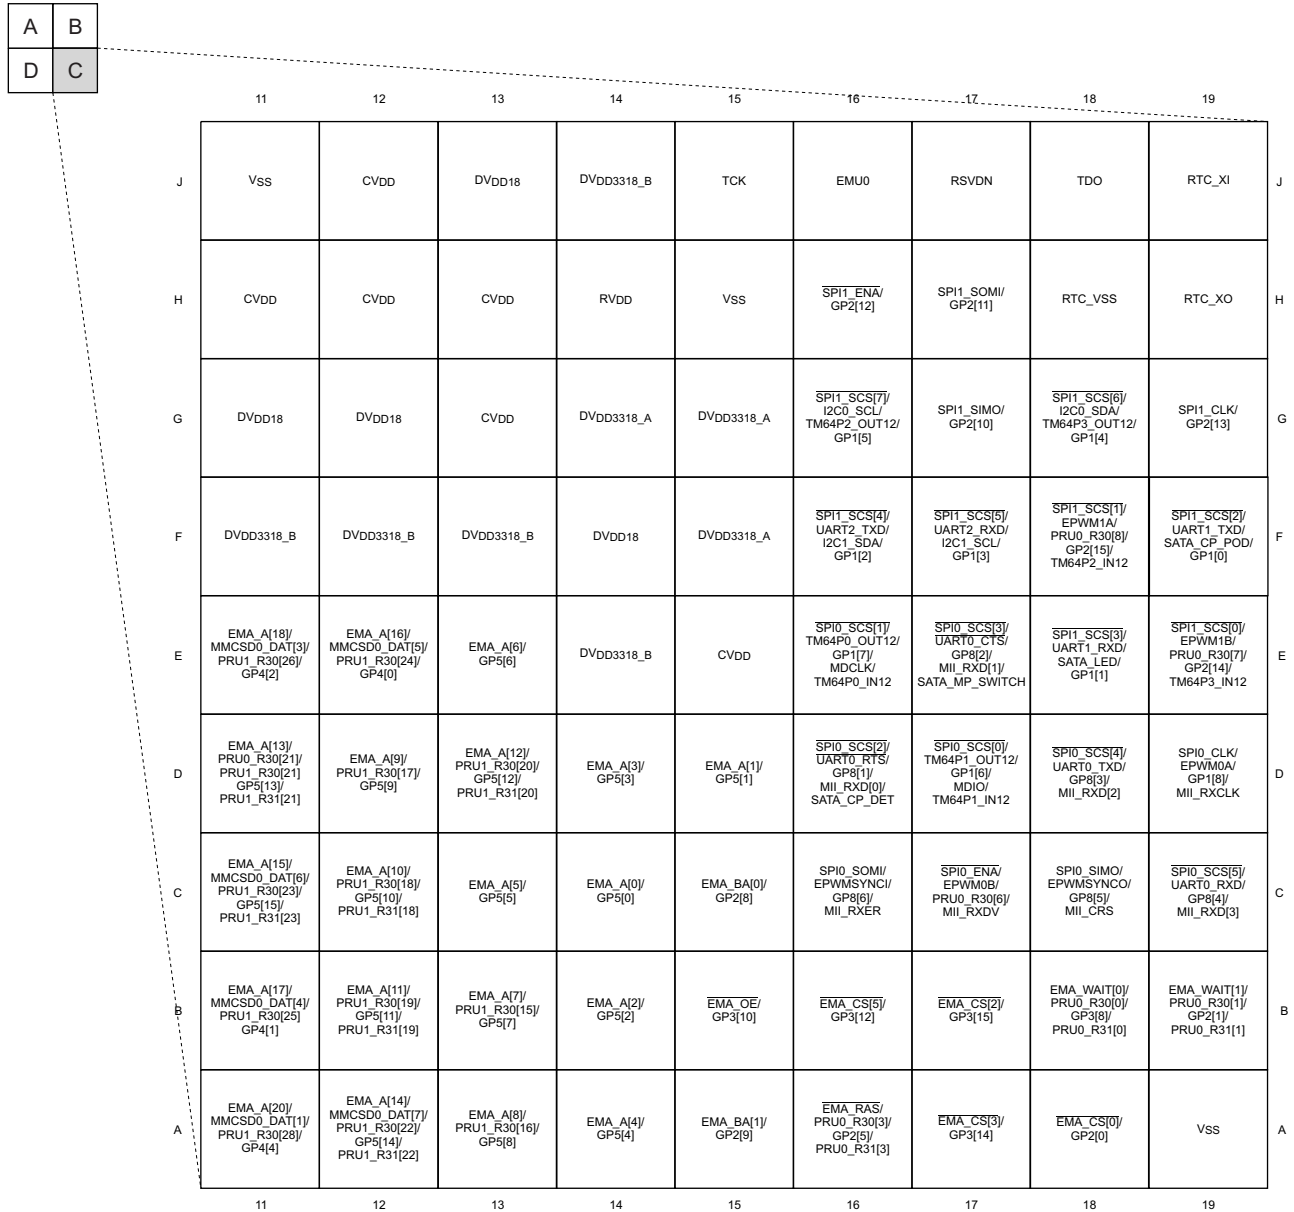 A B
D C
11 12 13 14 15 16 17 18 19
J VSS CVDD DVDD18 DVDD3318_B TCK EMU0 RSVDN TDO RTC_XI J
H CVDD CVDD CVDD RVDD VSS SPI1_ENA/ GP2[12] SPI1_SOMI/ GP2[11] RTC_VSS RTC_XO H
G DVDD18 DVDD18 CVDD DVDD3318_A DVDD3318_A SPI1_SCS[7]/ I2C0_SCL/ TM64P2_OUT12/ GP1[5] SPI1_SIMO/ GP2[10] SPI1_SCS[6]/ I2C0_SDA/ TM64P3_OUT12/ GP1[4] SPI1_CLK/ GP2[13] G
F DVDD3318_B DVDD3318_B DVDD3318_B DVDD18 DVDD3318_A SPI1_SCS[4]/ UART2_TXD/ I2C1_SDA/ GP1[2] SPI1_SCS[5]/ UART2_RXD/ I2C1_SCL/ GP1[3] SPI1_SCS[1]/ EPWM1A/ PRU0_R30[8]/ GP2[15]/ TM64P2_IN12 SPI1_SCS[2]/ UART1_TXD/ SATA_CP_POD/ GP1[0] F
E EMA_A[18]/ MMCSD0_DAT[3]/ PRU1_R30[26]/ GP4[2] EMA_A[16]/ MMCSD0_DAT[5]/ PRU1_R30[24]/ GP4[0] EMA_A[6]/ GP5[6] DVDD3318_B CVDD SPI0_SCS[1]/ TM64P0_OUT12/ GP1[7]/ MDCLK/ TM64P0_IN12 SPI0_SCS[3]/ UART0_CTS/ GP8[2]/ MII_RXD[1]/ SATA_MP_SWITCH SPI1_SCS[3]/ UART1_RXD/ SATA_LED/ GP1[1] SPI1_SCS[0]/ EPWM1B/ PRU0_R30[7]/ GP2[14]/ TM64P3_IN12 E
D EMA_A[13]/ PRU0_R30[21]/ PRU1_R30[21] GP5[13]/ PRU1_R31[21] EMA_A[9]/ PRU1_R30[17]/ GP5[9] EMA_A[12]/ PRU1_R30[20]/ GP5[12]/ PRU1_R31[20] EMA_A[3]/ GP5[3] EMA_A[1]/ GP5[1] SPI0_SCS[2]/ UART0_RTS/ GP8[1]/ MII_RXD[0]/ SATA_CP_DET SPI0_SCS[0]/ TM64P1_OUT12/ GP1[6]/ MDIO/ TM64P1_IN12 SPI0_SCS[4]/ UART0_TXD/ GP8[3]/ MII_RXD[2] SPI0_CLK/ EPWM0A/ GP1[8]/ MII_RXCLK D
C EMA_A[15]/ MMCSD0_DAT[6]/ PRU1_R30[23]/ GP5[15]/ PRU1_R31[23] EMA_A[10]/ PRU1_R30[18]/ GP5[10]/ PRU1_R31[18] EMA_A[5]/ GP5[5] EMA_A[0]/ GP5[0] EMA_BA[0]/ GP2[8] SPI0_SOMI/ EPWMSYNCI/ GP8[6]/ MII_RXER SPI0_ENA/ EPWM0B/ PRU0_R30[6]/ MII_RXDV SPI0_SIMO/ EPWMSYNCO/ GP8[5]/ MII_CRS SPI0_SCS[5]/ UART0_RXD/ GP8[4]/ MII_RXD[3] C
B EMA_A[17]/ MMCSD0_DAT[4]/ PRU1_R30[25] GP4[1] EMA_A[11]/ PRU1_R30[19]/ GP5[11]/ PRU1_R31[19] EMA_A[7]/ PRU1_R30[15]/ GP5[7] EMA_A[2]/ GP5[2] EMA_OE/ GP3[10] EMA_CS[5]/ GP3[12] EMA_CS[2]/ GP3[15] EMA_WAIT[0]/ PRU0_R30[0]/ GP3[8]/ PRU0_R31[0] EMA_WAIT[1]/ PRU0_R30[1]/ GP2[1]/ PRU0_R31[1] B
A EMA_A[20]/ MMCSD0_DAT[1]/ PRU1_R30[28]/ GP4[4] EMA_A[14]/ MMCSD0_DAT[7]/ PRU1_R30[22]/ GP5[14]/ PRU1_R31[22] EMA_A[8]/ PRU1_R30[16]/ GP5[8] EMA_A[4]/ GP5[4] EMA_BA[1]/ GP2[9] EMA_RAS/ PRU0_R30[3]/ GP2[5]/ PRU0_R31[3] EMA_CS[3]/ GP3[14] EMA_CS[0]/ GP2[0] VSS A
11 12 13 14 15 16 17 18 19